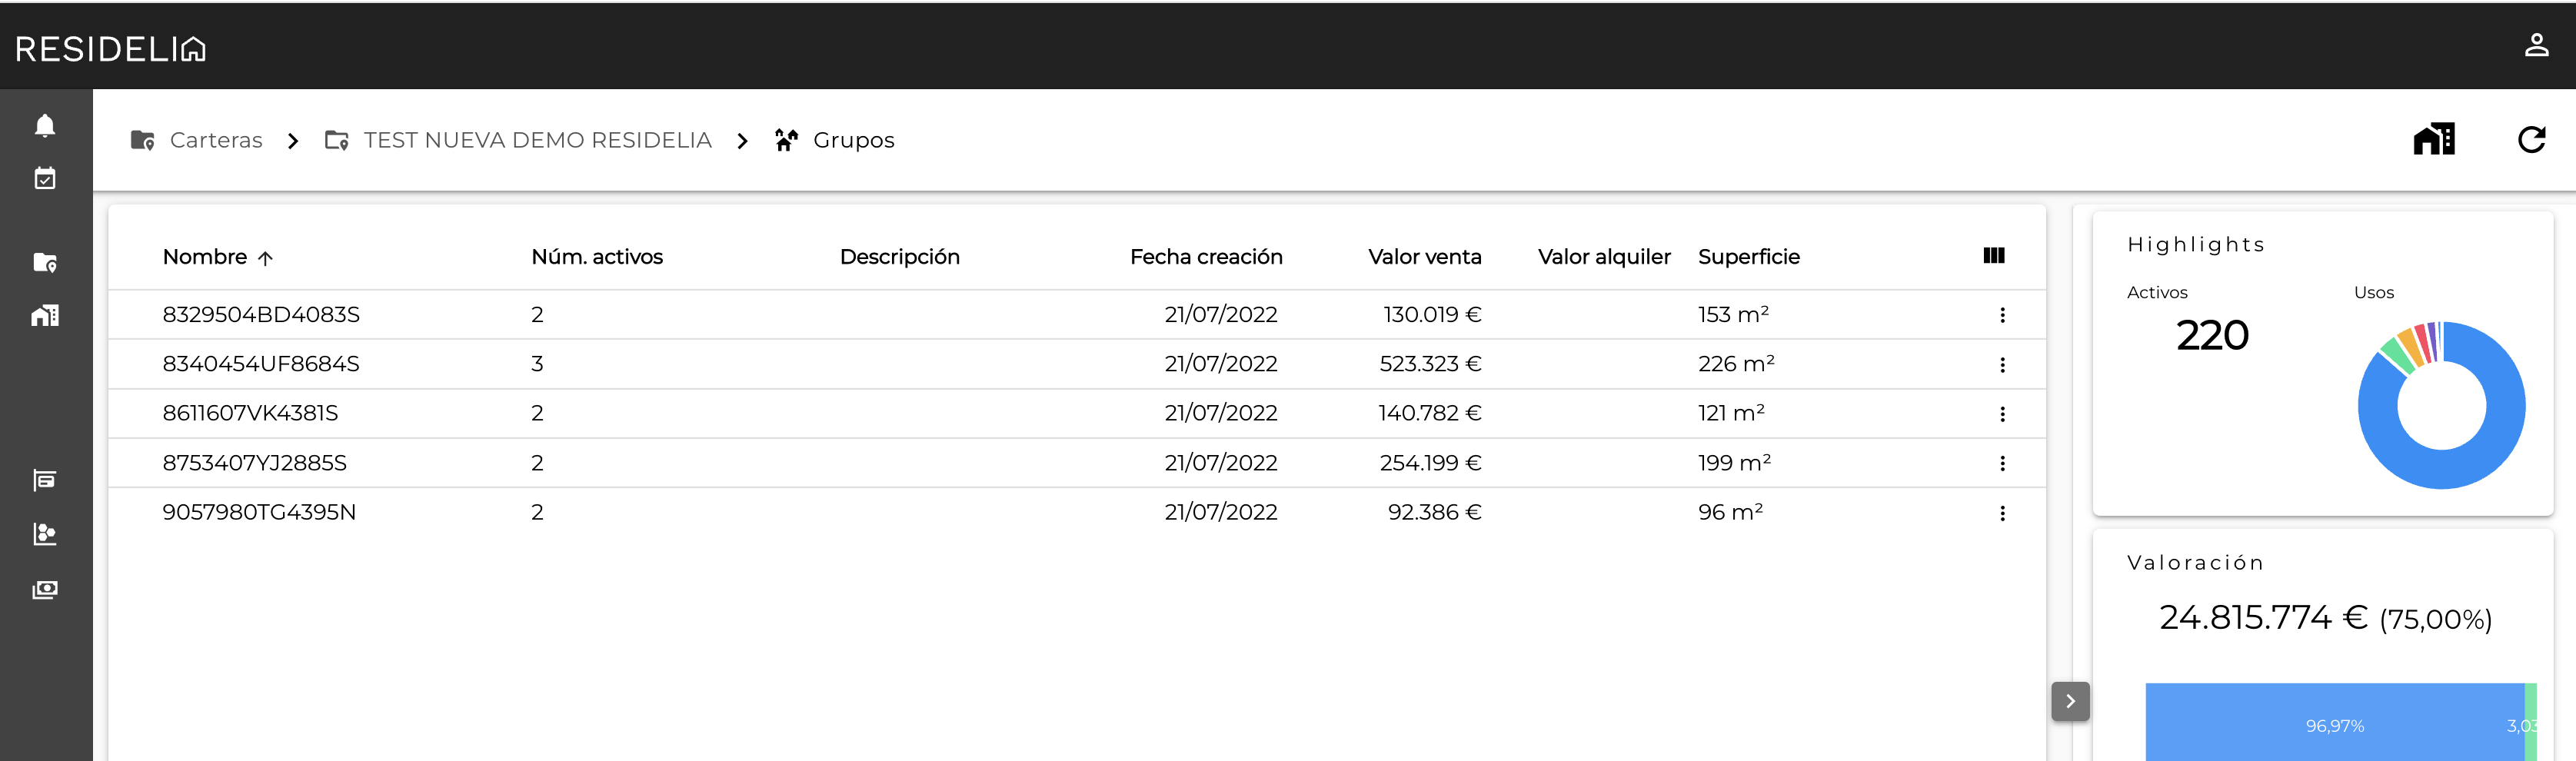 RESIDELIA
Carteras > TEST NUEVA DEMO RESIDELIA > Grupos
Nombre ↑ Núm. activos Descripción Fecha creación Valor venta Valor alquiler Superficie
8329504BD4083S 2 21/07/2022 130.019 € 153 m²
8340454UF8684S 3 21/07/2022 523.323 € 226 m²
8611607VK4381S 2 21/07/2022 140.782 € 121 m²
8753407YJ2885S 2 21/07/2022 254.199 € 199 m²
9057980TG4395N 2 21/07/2022 92.386 € 96 m²
Highlights
Activos Usos
220
Valoración
24.815.774 € (75,00%)
96,97% 3,03